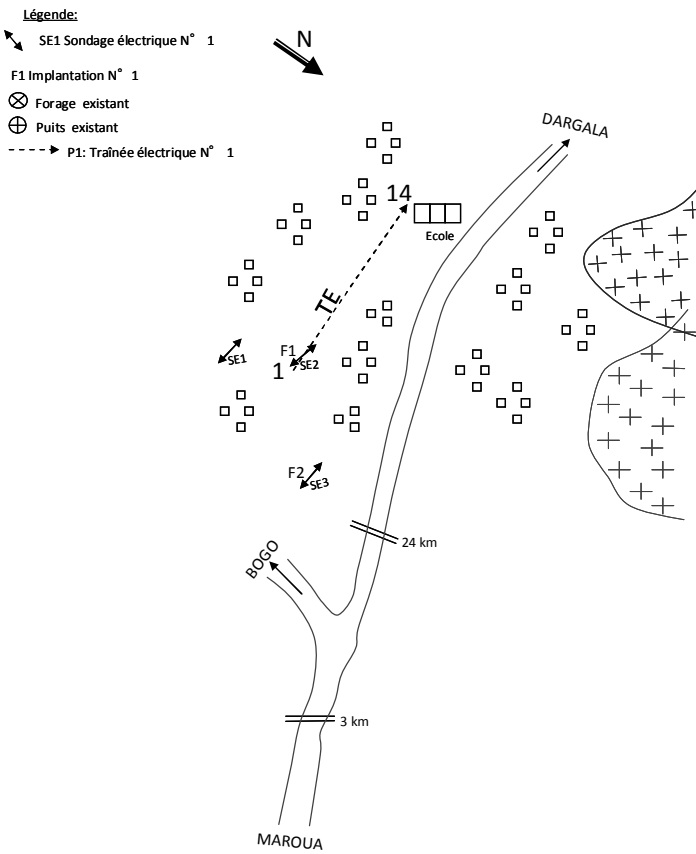 Légende:
SE1 Sondage électrique N° 1
F1 Implantation N° 1
Forage existant
Puits existant
P1: Traînée électrique N° 1
N
DARGALA
14
Ecole
TE
F1
SE1
SE2
1
F2
SE3
24 km
BOGO
3 km
MAROUA